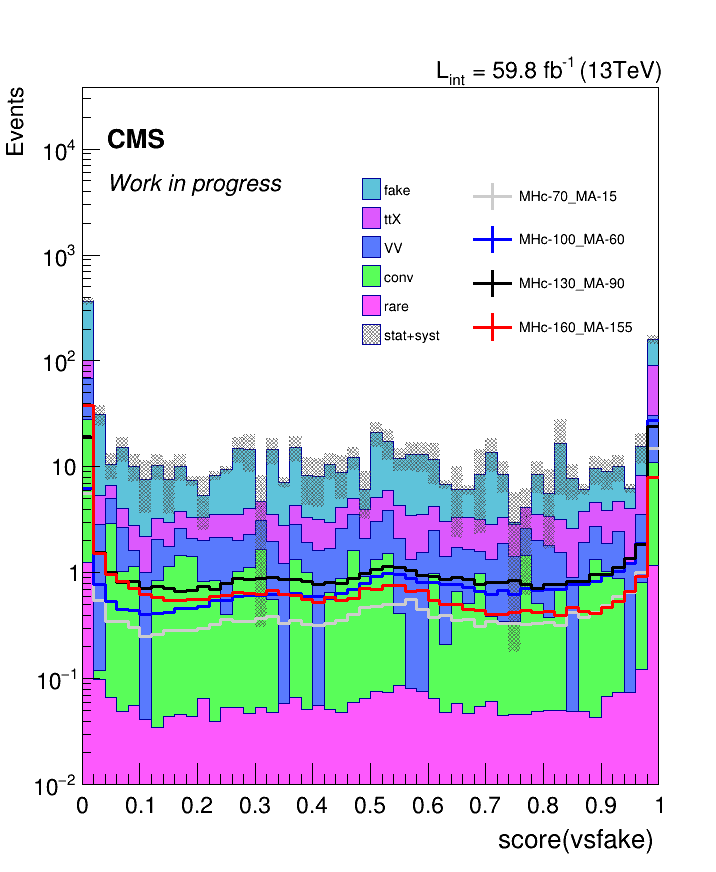 L_int = 59.8 fb^-1 (13TeV)
Events
CMS
Work in progress
fake
ttX
VV
conv
rare
stat+syst
MHc-70_MA-15
MHc-100_MA-60
MHc-130_MA-90
MHc-160_MA-155
10^4
10^3
10^2
10
1
10^−1
10^−2
0 0.1 0.2 0.3 0.4 0.5 0.6 0.7 0.8 0.9 1
score(vsfake)